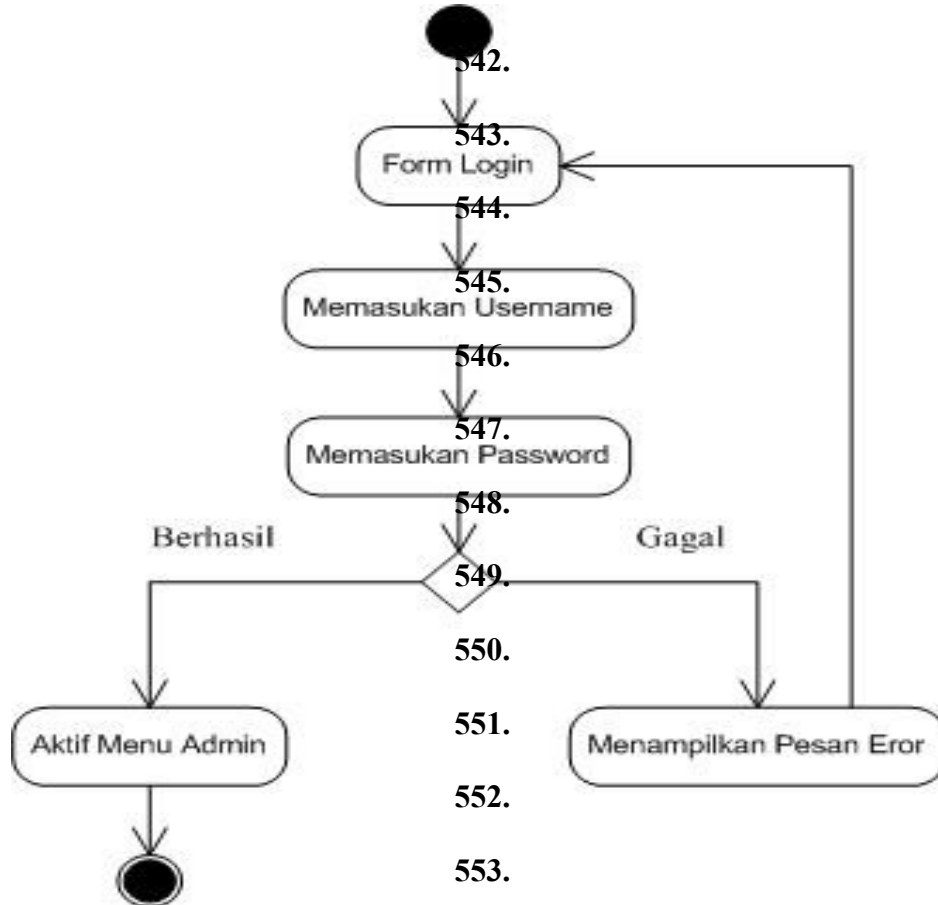 542.
543.
Form Login
544.
545.
Memasukan Username
546.
547.
Memasukan Password
548.
Berhasil
Gagal
549.
550.
551.
Aktif Menu Admin
Menampilkan Pesan Eror
552.
553.